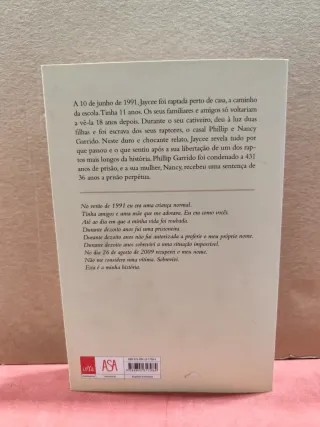 A 10 de junho de 1991, Jaycee foi raptada perto de casa, a caminho
da escola. Tinha 11 anos. Os seus familiares e amigos só voltariam
a vê-la 18 anos depois. Durante o seu cativeiro, deu à luz duas
filhas e foi escrava dos seus raptores, o casal Phillip e Nancy
Garrido. Neste duro e chocante relato, Jaycee revela tudo por
que passou e o que sentiu após a sua libertação de um dos rap-
tos mais longos da história. Phillip Garrido foi condenado a 431
anos de prisão, e a sua mulher, Nancy, recebeu uma sentença de
36 anos a prisão perpétua.
No verão de 1991 eu era uma criança normal.
Tinha amigos e uma mãe que me adorava. Eu era como vocês.
Até ao dia em que a minha vida foi roubada.
Durante dezoito anos fui uma prisioneira.
Durante dezoito anos não fui autorizada a proferir o meu próprio nome.
Durante dezoito anos sobrevivi a uma situação impossível.
No dia 26 de agosto de 2009 recuperei o meu nome.
Não me considero uma vítima. Sobrevivi.
Esta é a minha história.
ASA